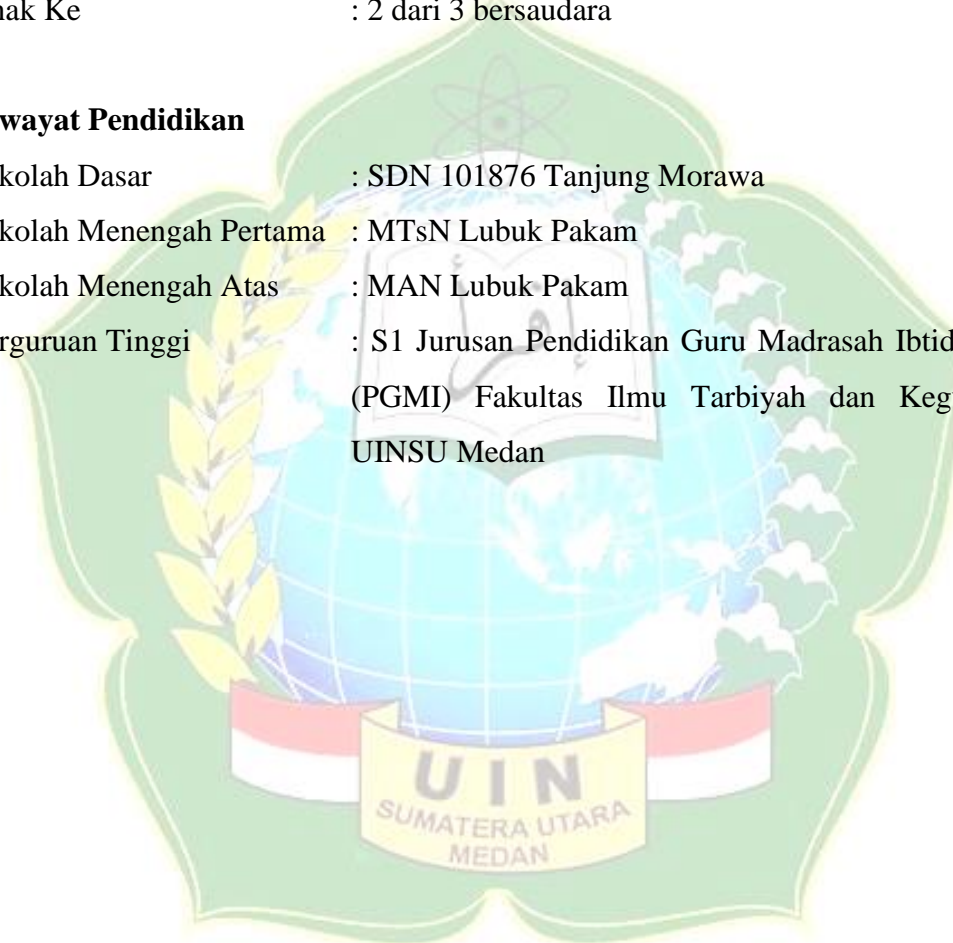 nak Ke : 2 dari 3 bersaudara
wayat Pendidikan
kolah Dasar : SDN 101876 Tanjung Morawa
kolah Menengah Pertama : MTsN Lubuk Pakam
kolah Menengah Atas : MAN Lubuk Pakam
rguruan Tinggi : S1 Jurusan Pendidikan Guru Madrasah Ibtid
(PGMI) Fakultas Ilmu Tarbiyah dan Keg
UINSU Medan
اقرأ
UIN
SUMATERA UTARA
MEDAN